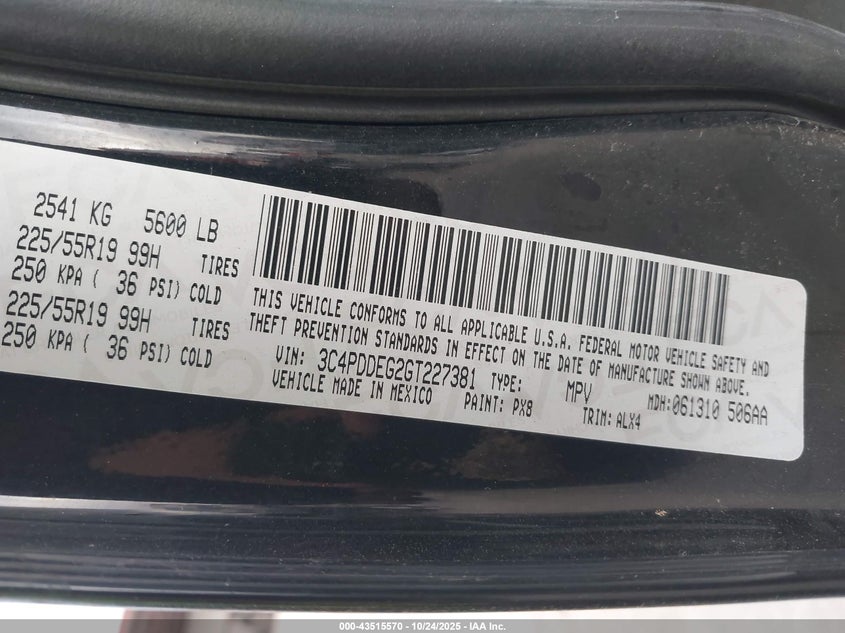 2541 KG 5600 LB
225/55R19 99H TIRES
250 KPA ( 36 PSI) COLD
225/55R19 99H TIRES
250 KPA ( 36 PSI) COLD
THIS VEHICLE CONFORMS TO ALL APPLICABLE U.S.A. FEDERAL MOTOR VEHICLE SAFETY AND
THEFT PREVENTION STANDARDS IN EFFECT ON THE DATE OF MANUFACTURE SHOWN ABOVE.
VIN: 3C4PDDEG2GT227381 TYPE: MPV MDH:061310 506AA
VEHICLE MADE IN MEXICO PAINT: PX8 TRIM: ALX4
000-43515570 | 10/24/2025 | IAA Inc.